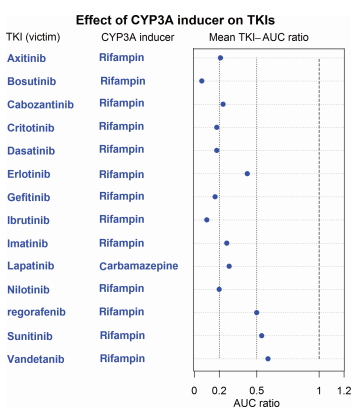 Effect of CYP3A inducer on TKIs
TKI (victim) CYP3A inducer Mean TKI–AUC ratio
Axitinib Rifampin
Bosutinib Rifampin
Cabozantinib Rifampin
Critotinib Rifampin
Dasatinib Rifampin
Erlotinib Rifampin
Gefitinib Rifampin
Ibrutinib Rifampin
Imatinib Rifampin
Lapatinib Carbamazepine
Nilotinib Rifampin
regorafenib Rifampin
Sunitinib Rifampin
Vandetanib Rifampin
0 0.2 0.5 1 1.2
AUC ratio